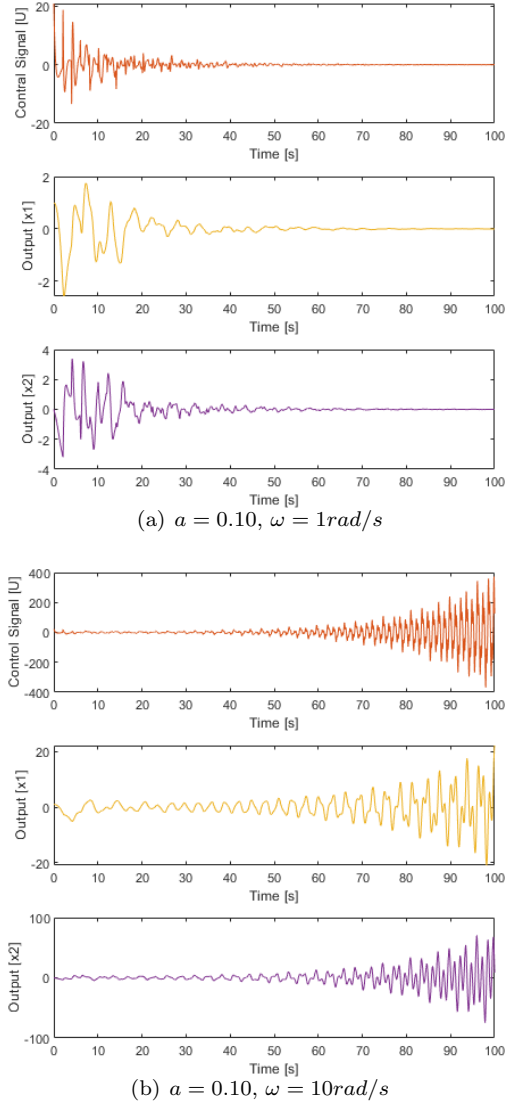 20
0
-20
Contral Signal [U]
0 10 20 30 40 50 60 70 80 90 100
Time [s]
2
0
-2
Output [x1]
0 10 20 30 40 50 60 70 80 90 100
Time [s]
4
2
0
-2
-4
Output [x2]
0 10 20 30 40 50 60 70 80 90 100
Time [s]
(a) a = 0.10, ω = 1rad/s
400
200
0
-200
-400
Control Signal [U]
0 10 20 30 40 50 60 70 80 90 100
Time [s]
20
0
-20
Output [x1]
0 10 20 30 40 50 60 70 80 90 100
Time [s]
100
0
-100
Output [x2]
0 10 20 30 40 50 60 70 80 90 100
Time [s]
(b) a = 0.10, ω = 10rad/s